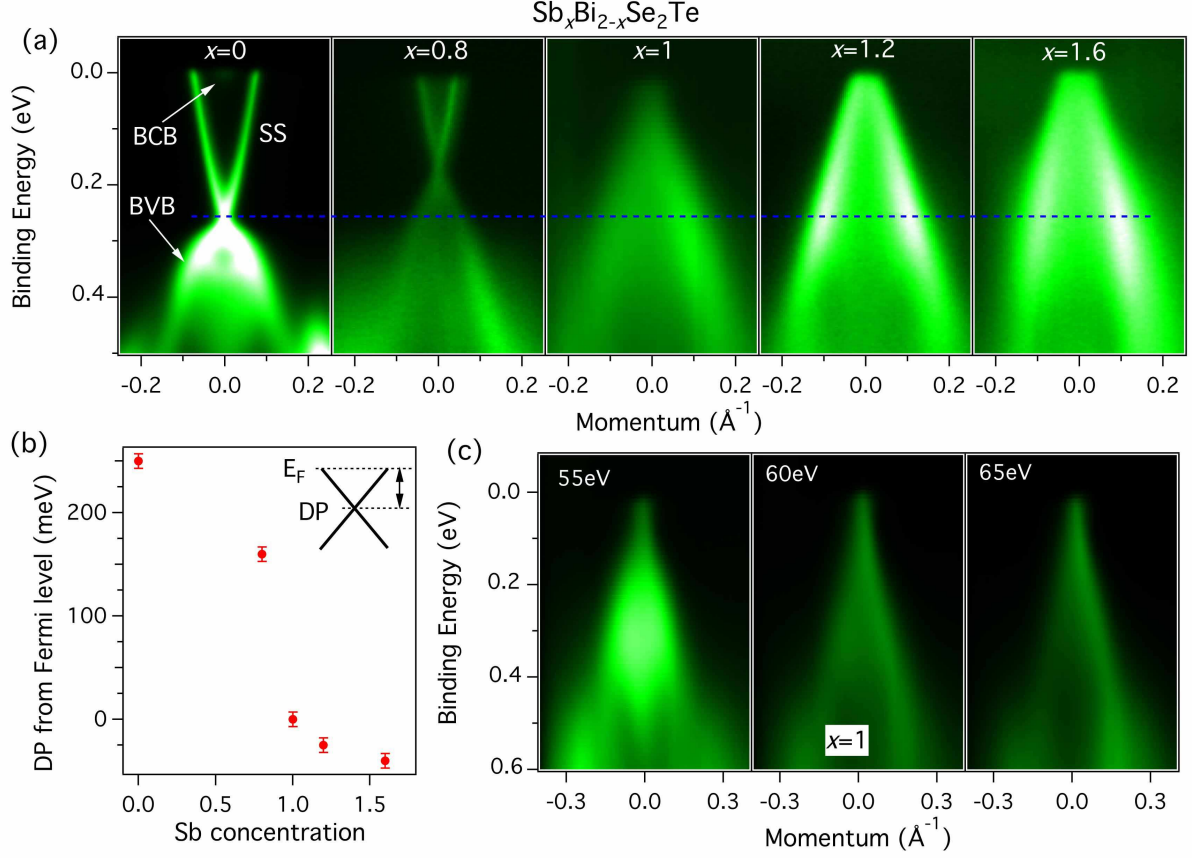 SbₓBi₂₋ₓSe₂Te
(a)
x=0
x=0.8
x=1
x=1.2
x=1.6
Binding Energy (eV)
0.0
0.2
0.4
BCB
SS
BVB
-0.2 0.0 0.2
-0.2 0.0 0.2
-0.2 0.0 0.2
-0.2 0.0 0.2
-0.2 0.0 0.2
Momentum (Å⁻¹)
(b)
DP from Fermi level (meV)
200
100
0
E_F
DP
0.0 0.5 1.0 1.5
Sb concentration
(c)
Binding Energy (eV)
0.0
0.2
0.4
0.6
55eV
60eV
65eV
x=1
-0.3 0.0 0.3
-0.3 0.0 0.3
-0.3 0.0 0.3
Momentum (Å⁻¹)